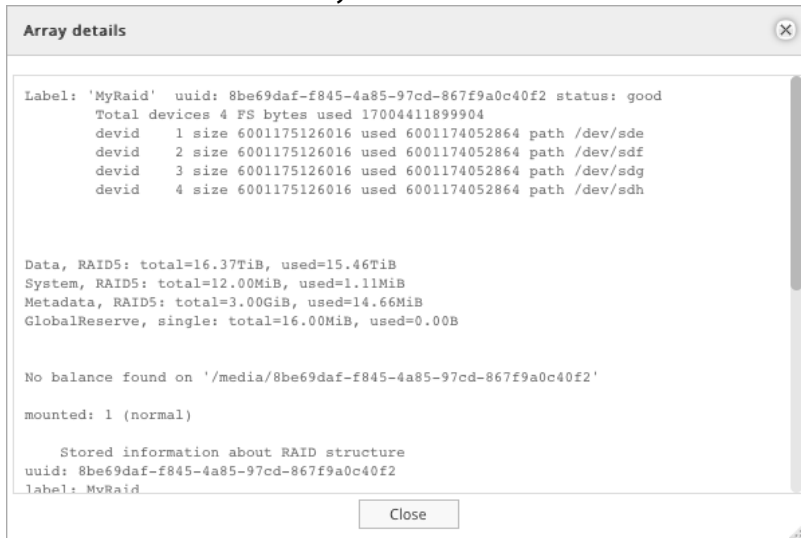 Array details
Label: 'MyRaid' uuid: 8be69daf-f845-4a85-97cd-867f9a0c40f2 status: good
Total devices 4 FS bytes used 17004411899904
devid 1 size 6001175126016 used 6001174052864 path /dev/sde
devid 2 size 6001175126016 used 6001174052864 path /dev/sdf
devid 3 size 6001175126016 used 6001174052864 path /dev/sdg
devid 4 size 6001175126016 used 6001174052864 path /dev/sdh
Data, RAID5: total=16.37TiB, used=15.46TiB
System, RAID5: total=12.00MiB, used=1.11MiB
Metadata, RAID5: total=3.00GiB, used=14.66MiB
GlobalReserve, single: total=16.00MiB, used=0.00B
No balance found on '/media/8be69daf-f845-4a85-97cd-867f9a0c40f2'
mounted: 1 (normal)
Stored information about RAID structure
uuid: 8be69daf-f845-4a85-97cd-867f9a0c40f2
label: MyRaid
Close